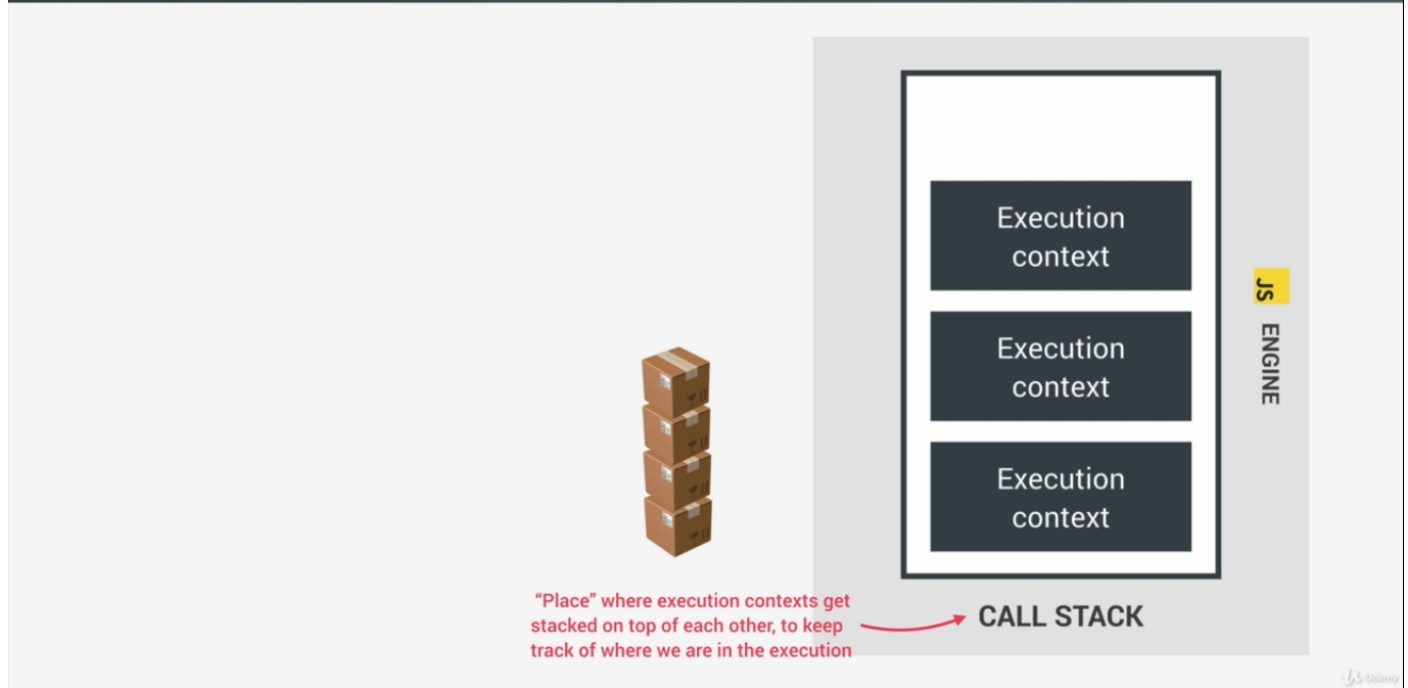 Execution
context
Execution
context
Execution
context
JS ENGINE
"Place" where execution contexts get
stacked on top of each other, to keep
track of where we are in the execution
CALL STACK
Udemy